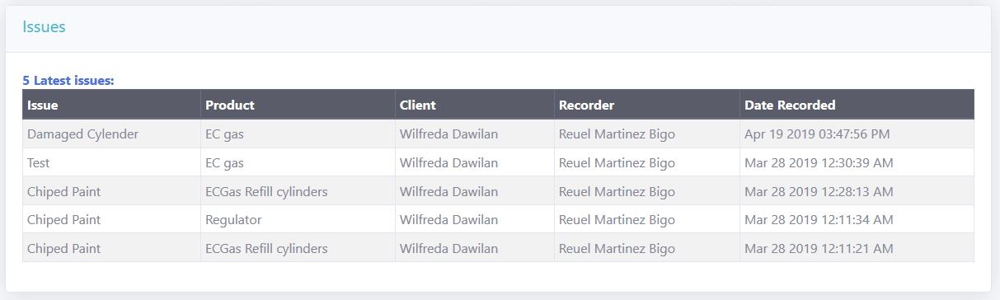 Issues
5 Latest issues:
Issue Product Client Recorder Date Recorded
Damaged Cylender EC gas Wilfreda Dawilan Reuel Martinez Bigo Apr 19 2019 03:47:56 PM
Test EC gas Wilfreda Dawilan Reuel Martinez Bigo Mar 28 2019 12:30:39 AM
Chiped Paint ECGas Refill cylinders Wilfreda Dawilan Reuel Martinez Bigo Mar 28 2019 12:28:13 AM
Chiped Paint Regulator Wilfreda Dawilan Reuel Martinez Bigo Mar 28 2019 12:11:34 AM
Chiped Paint ECGas Refill cylinders Wilfreda Dawilan Reuel Martinez Bigo Mar 28 2019 12:11:21 AM